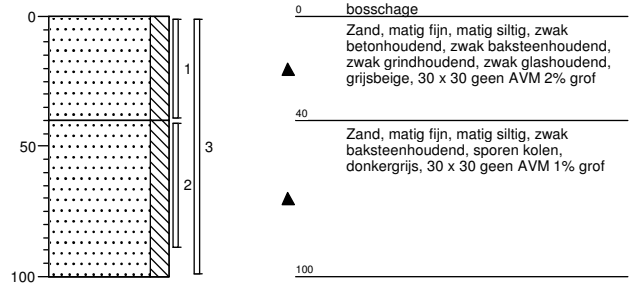 0
50
100
1
2
3
0 bosschage
Zand, matig fijn, matig siltig, zwak
betonhoudend, zwak baksteenhoudend,
zwak grindhoudend, zwak glashoudend,
grijsbeige, 30 x 30 geen AVM 2% grof
40
Zand, matig fijn, matig siltig, zwak
baksteenhoudend, sporen kolen,
donkergrijs, 30 x 30 geen AVM 1% grof
100